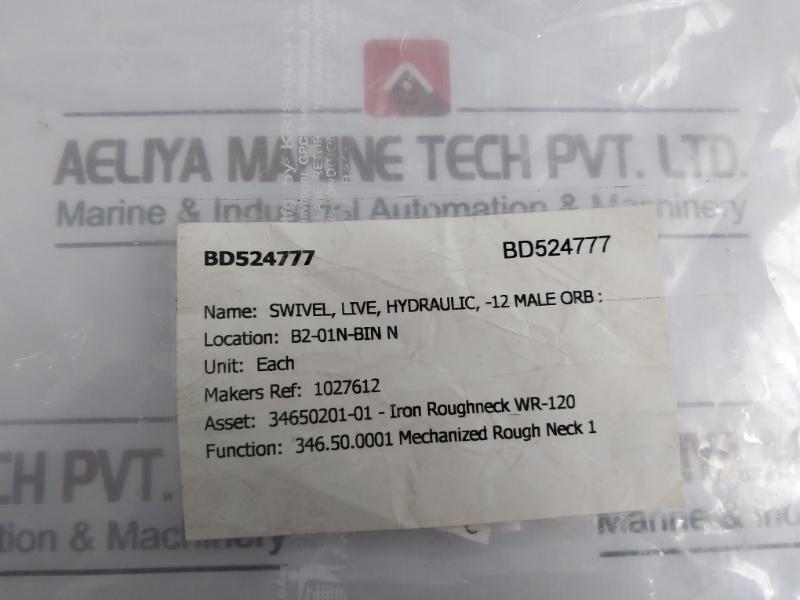 AELIYA MARINE TECH PVT. LTD.
Marine & Industrial Automation & Machinery
BD524777 BD524777
Name: SWIVEL, LIVE, HYDRAULIC, -12 MALE ORB :
Location: B2-01N-BIN N
Unit: Each
Makers Ref: 1027612
Asset: 34650201-01 - Iron Roughneck WR-120
Function: 346.50.0001 Mechanized Rough Neck 1
CH PVT.
tion & Machinery
Marine & Indu